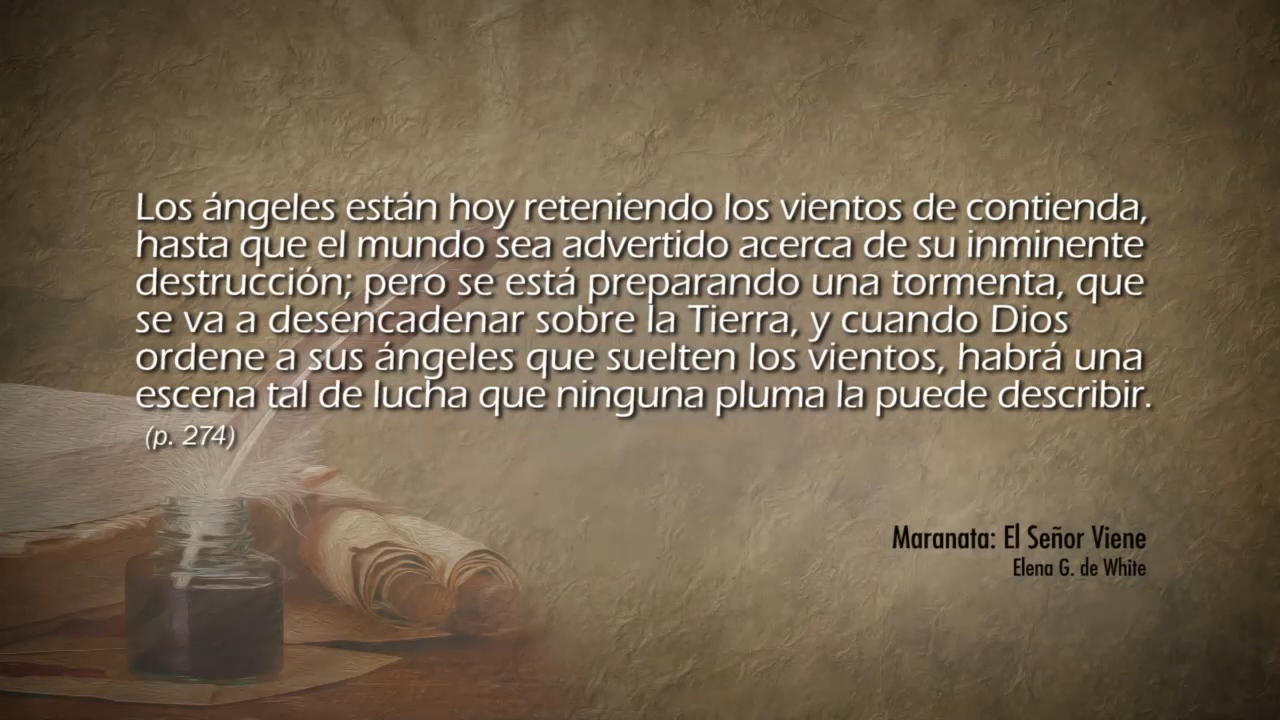 Los ángeles están hoy reteniendo los vientos de contienda,
hasta que el mundo sea advertido acerca de su inminente
destrucción; pero se está preparando una tormenta, que
se va a desencadenar sobre la Tierra, y cuando Dios
ordene a sus ángeles que suelten los vientos, habrá una
escena tal de lucha que ninguna pluma la puede describir.
(p. 274)
Maranata: El Señor Viene
Elena G. de White